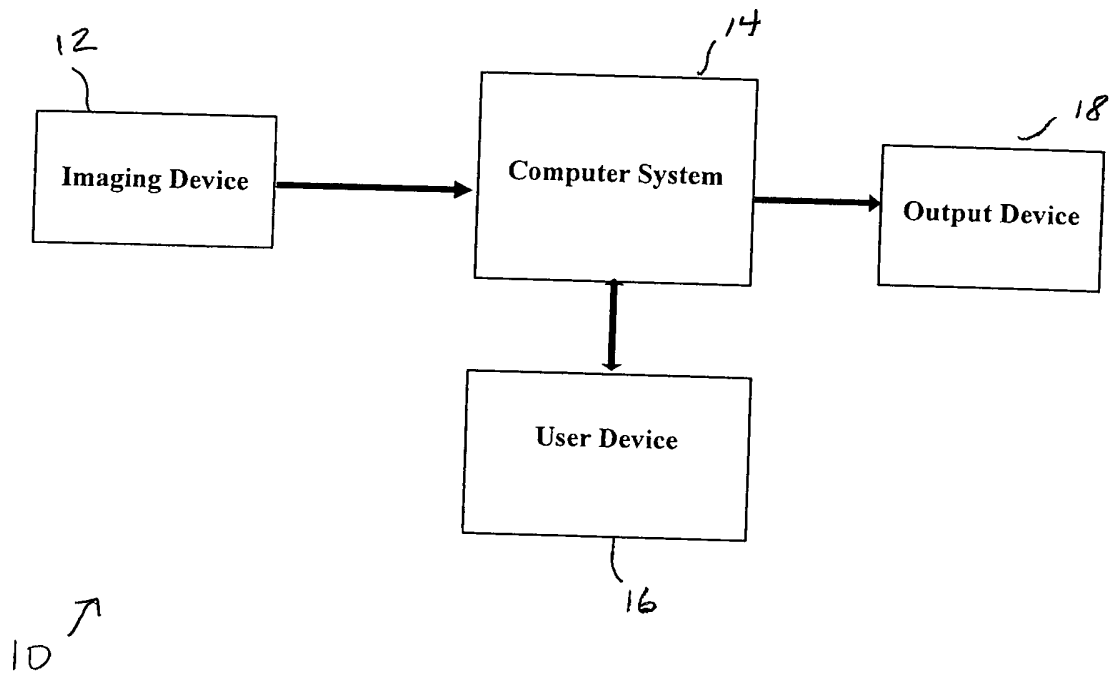 12
14
18
Imaging Device
Computer System
Output Device
User Device
16
10